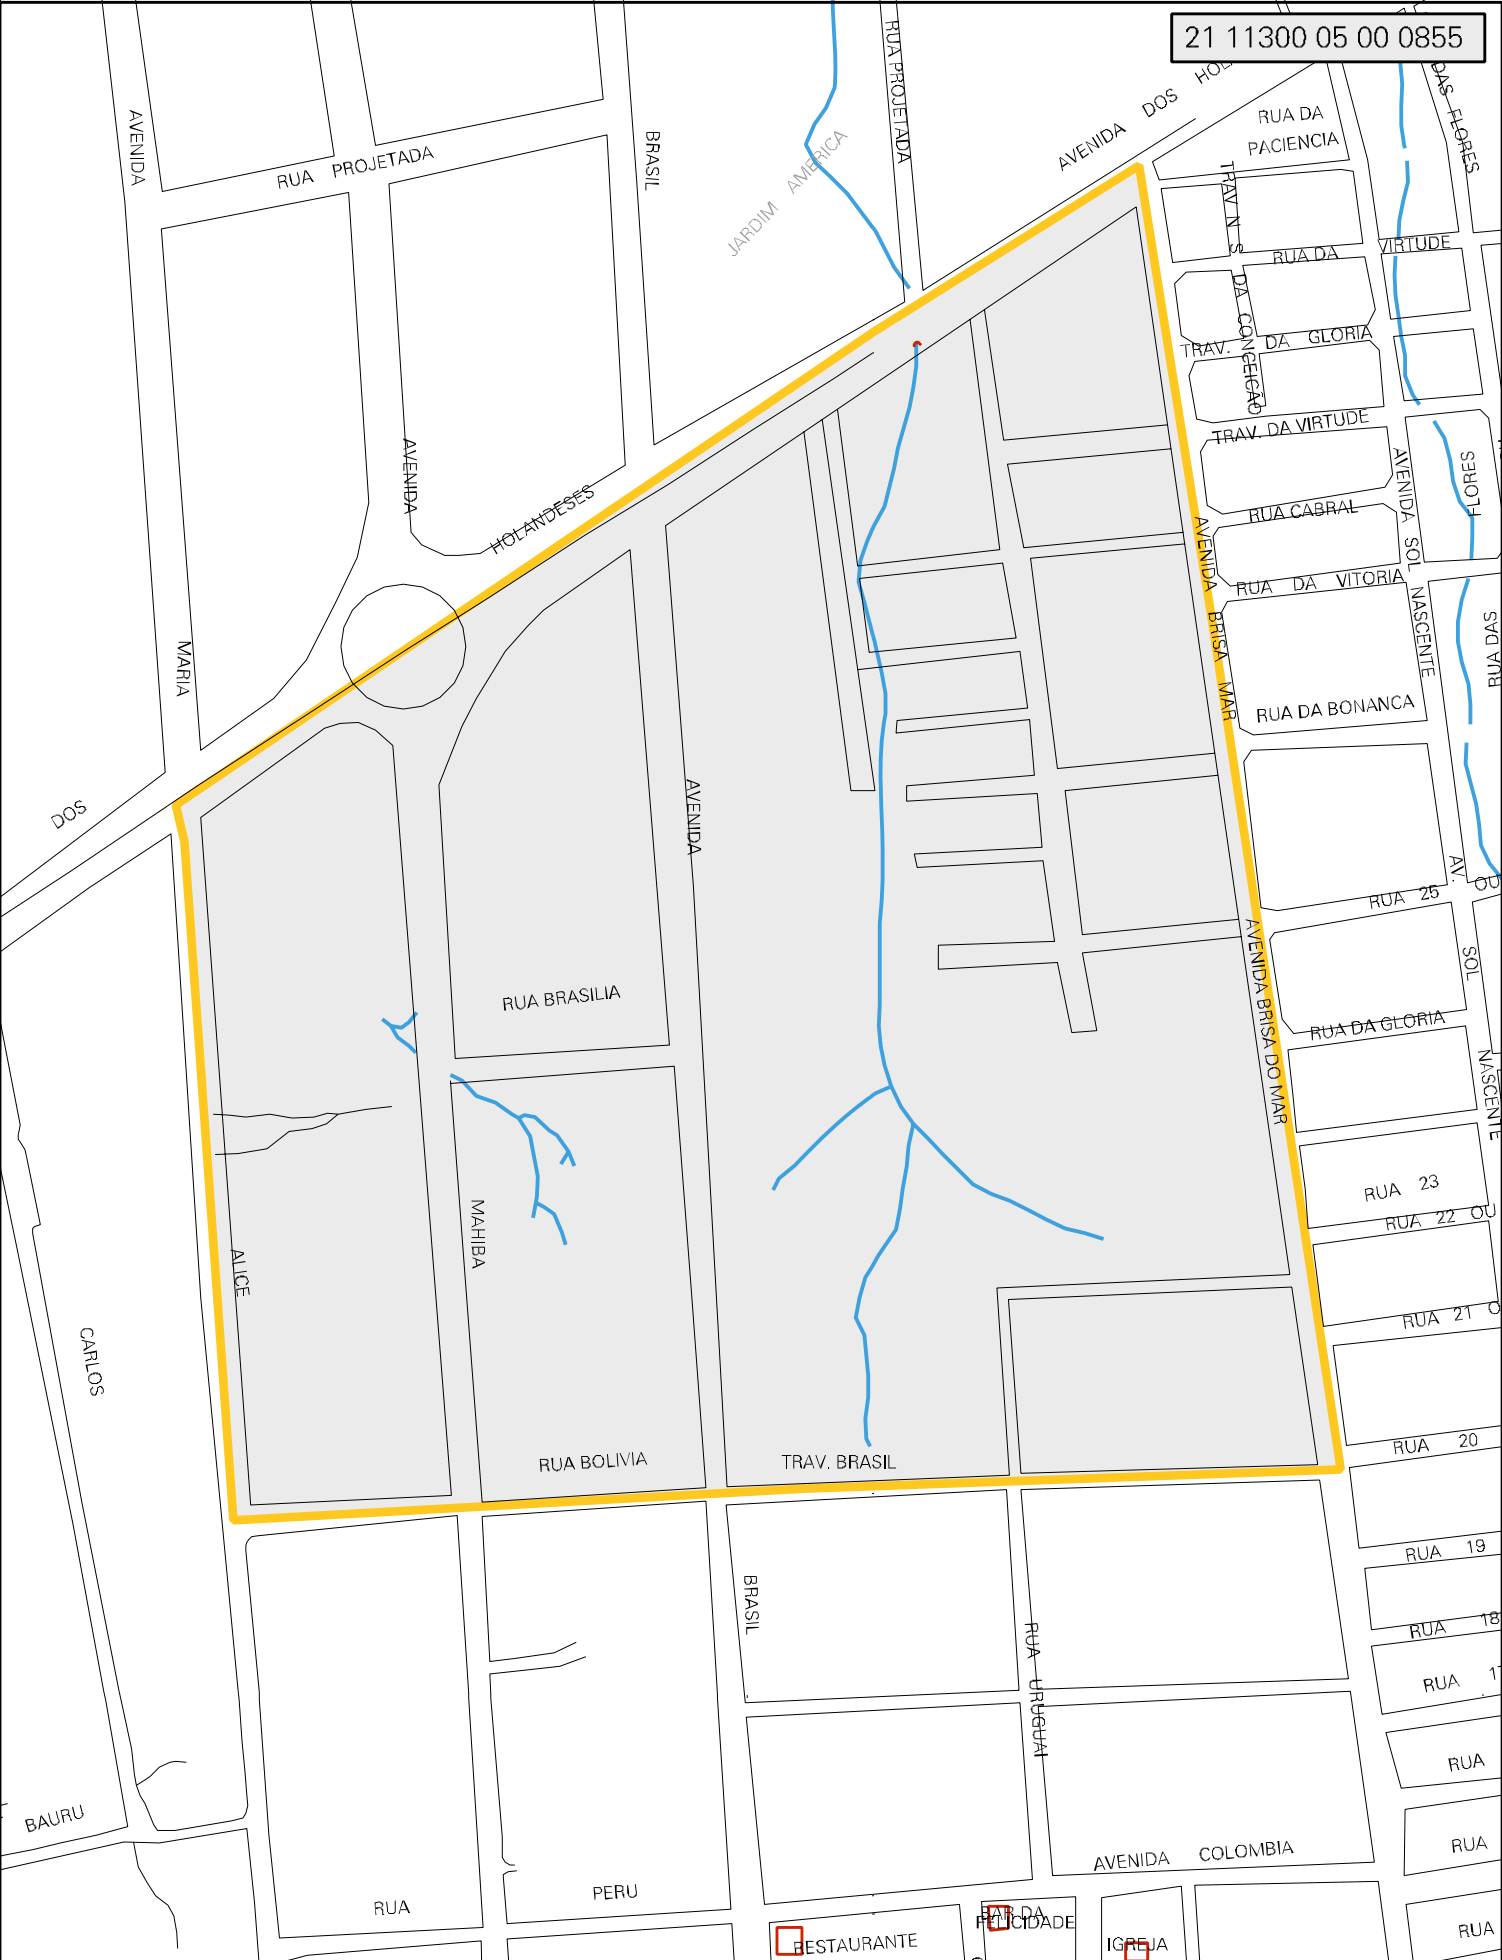 21 11300 05 00 0855
AVENIDA
RUA PROJETADA
BRASIL
JARDIM AMERICA
RUA PROJETADA
AVENIDA DOS
DAS FLORES
RUA DA
PACIENCIA
TRAV N S DA CONCEICÃO
RUA DA VIRTUDE
TRAV. DA GLORIA
TRAV. DA VIRTUDE
AVENIDA
HOLANDESES
RUA CABRAL
AVENIDA SOL NASCENTE
FLORES
RUA DA VITORIA
AVENIDA BRISA MAR
RUA DAS
MARIA
RUA DA BONANCA
DOS
AVENIDA
AV. SOL NASCENTE
RUA 25 OU
AVENIDA BRISA DO MAR
RUA BRASILIA
RUA DA GLORIA
RUA 23
RUA 22 OU
MAHIBA
ALICE
RUA 21
CARLOS
RUA BOLIVIA
TRAV. BRASIL
RUA 20
RUA 19
BRASIL
RUA URUGUAI
RUA 18
RUA
RUA
BAURU
AVENIDA COLOMBIA
RUA
RUA PERU
BAR DA
FELICIDADE
RUA
RESTAURANTE
IGREJA